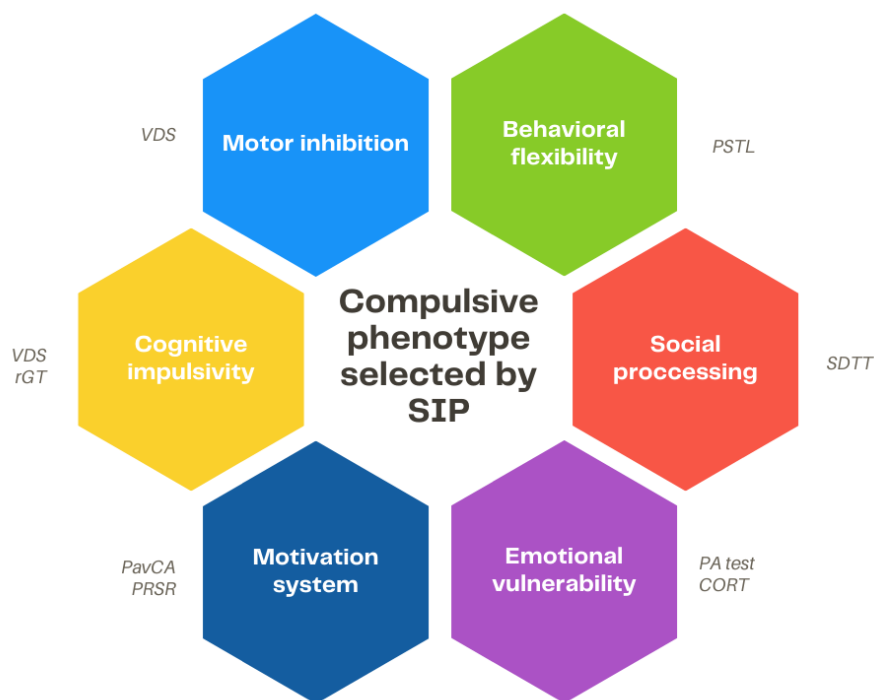 VDS
Motor inhibition
Behavioral
flexibility
PSTL
VDS
rGT
Cognitive
impulsivity
Compulsive
phenotype
selected by
SIP
Social
proccessing
SDTT
PavCA
PRSR
Motivation
system
Emotional
vulnerability
PA test
CORT